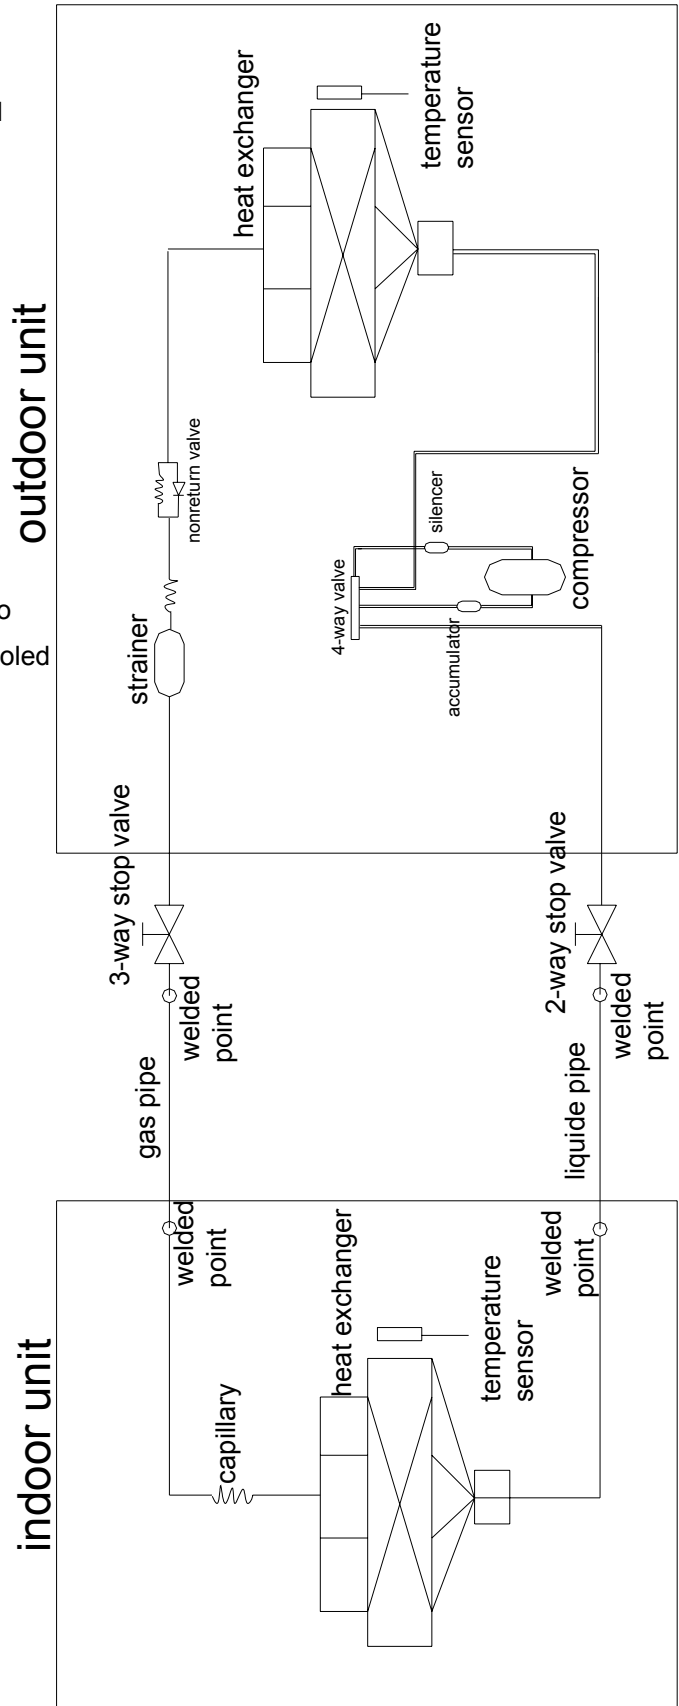 outdoor unit
heat exchanger
temperature
sensor
nonreturn valve
strainer
4-way valve
silencer
accumulator
compressor
o
oled
3-way stop valve
2-way stop valve
welded
point
welded
point
gas pipe
liquide pipe
welded
point
welded
point
indoor unit
heat exchanger
temperature
sensor
capillary